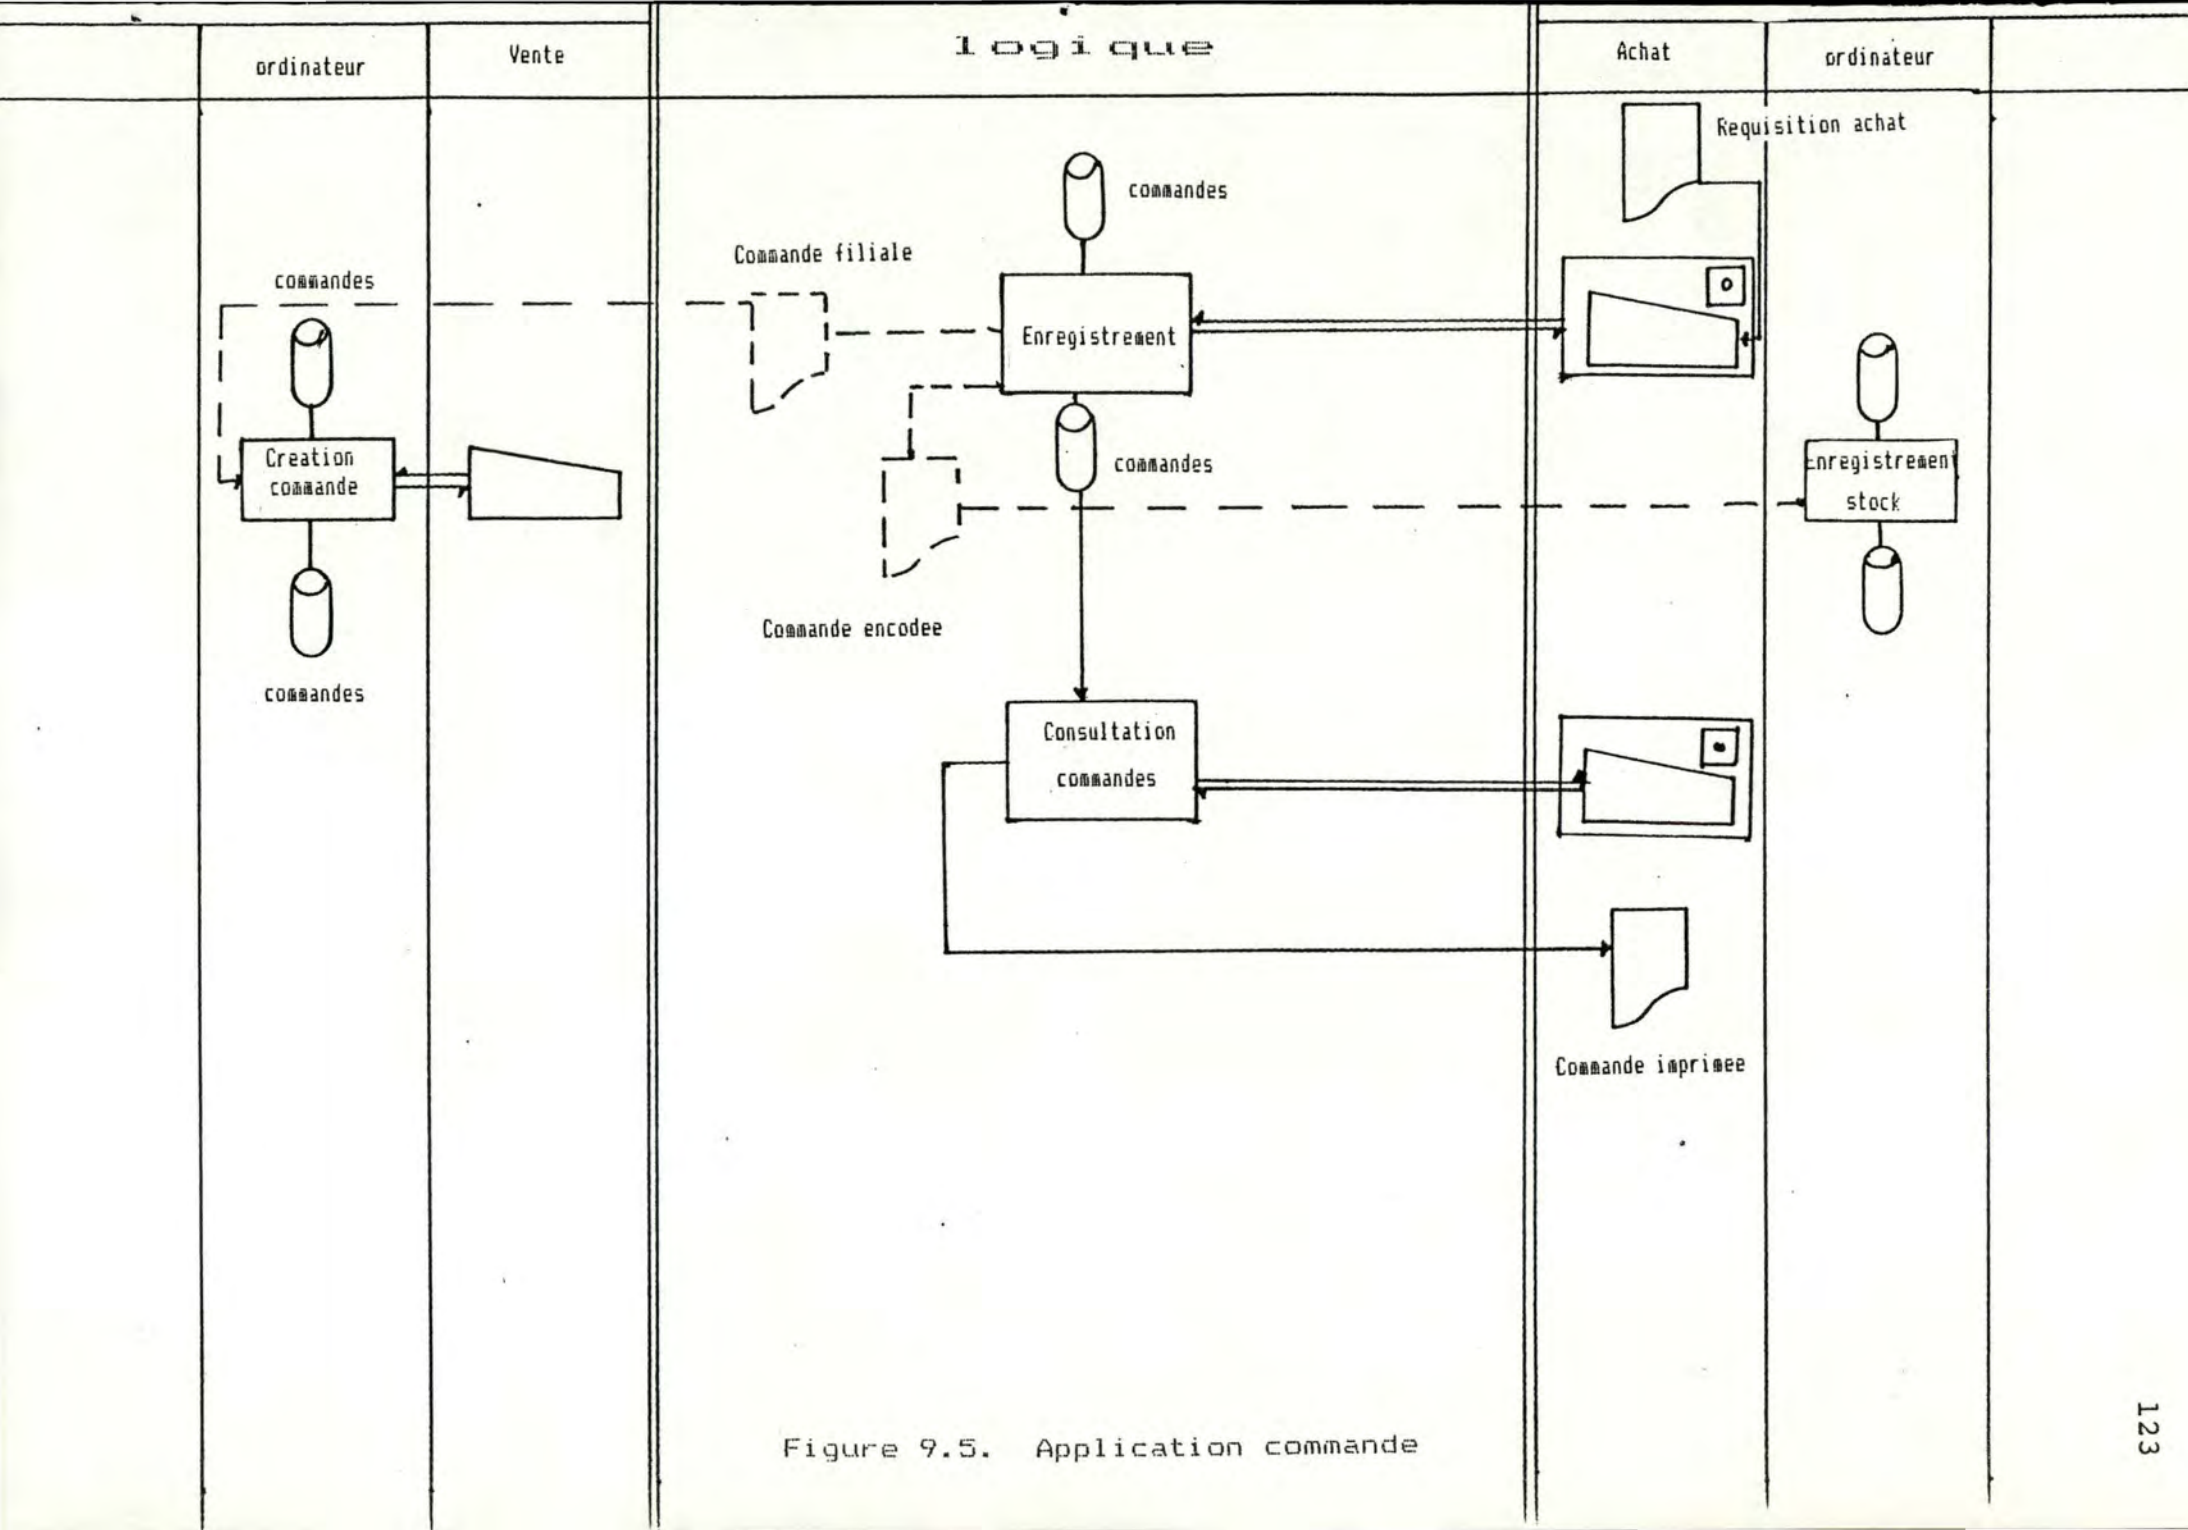 ordinateur
Vente
logique
Achat
ordinateur
Requisition achat
commandes
Commande filiale
commandes
Enregistrement
Creation
commande
commandes
Enregistrement
stock
Commande encodee
commandes
Consultation
commandes
Commande imprimee
Figure 9.5. Application commande
123